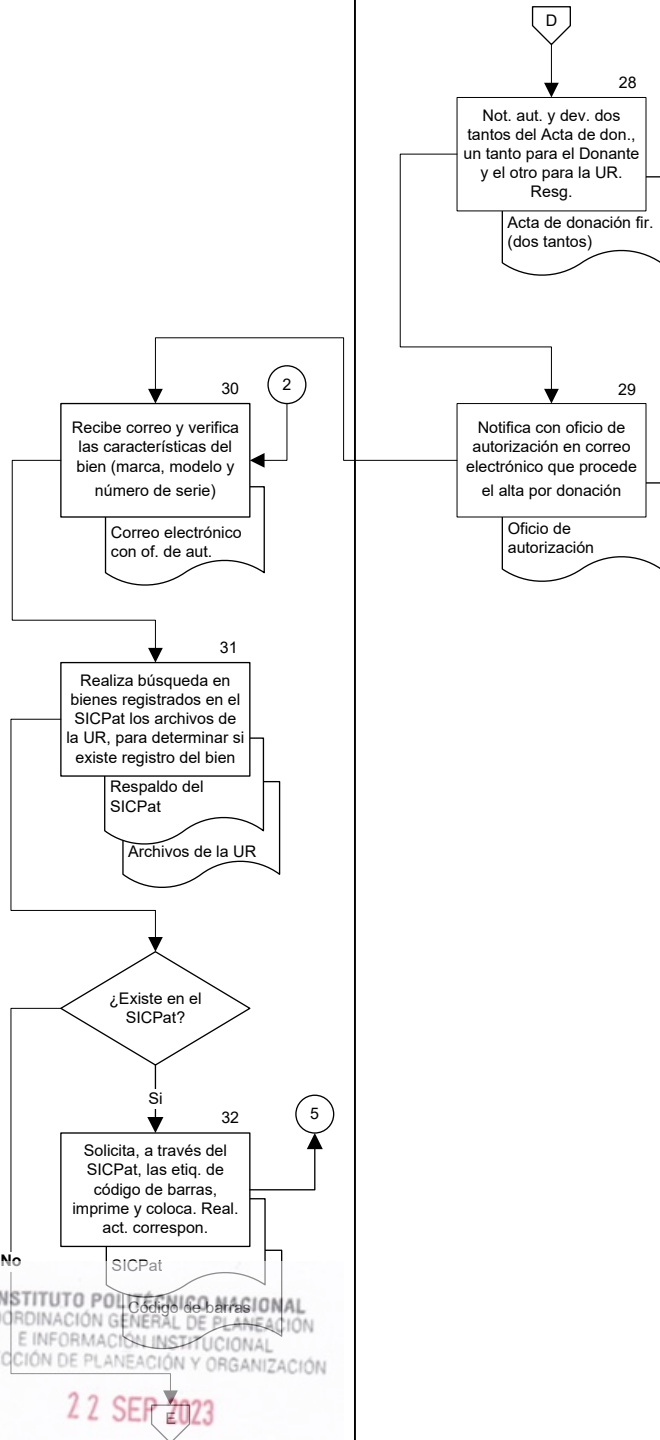 D
28
Not. aut. y dev. dos
tantos del Acta de don.,
un tanto para el Donante
y el otro para la UR.
Resg.
Acta de donación fir.
(dos tantos)
29
Notifica con oficio de
autorización en correo
electrónico que procede
el alta por donación
Oficio de
autorización
30
2
Recibe correo y verifica
las características del
bien (marca, modelo y
número de serie)
Correo electrónico
con of. de aut.
31
Realiza búsqueda en
bienes registrados en el
SICPat los archivos de
la UR, para determinar si
existe registro del bien
Respaldo del
SICPat
Archivos de la UR
¿Existe en el
SICPat?
Si
32
5
Solicita, a través del
SICPat, las etiq. de
código de barras,
imprime y coloca. Real.
act. correspon.
No
SICPat
Código de barras
NSTITUTO POLITÉCNICO NACIONAL
OORDINACIÓN GENERAL DE PLANEACIÓN
E INFORMACIÓN INSTITUCIONAL
CCIÓN DE PLANEACIÓN Y ORGANIZACIÓN
22 SEP 2023
E